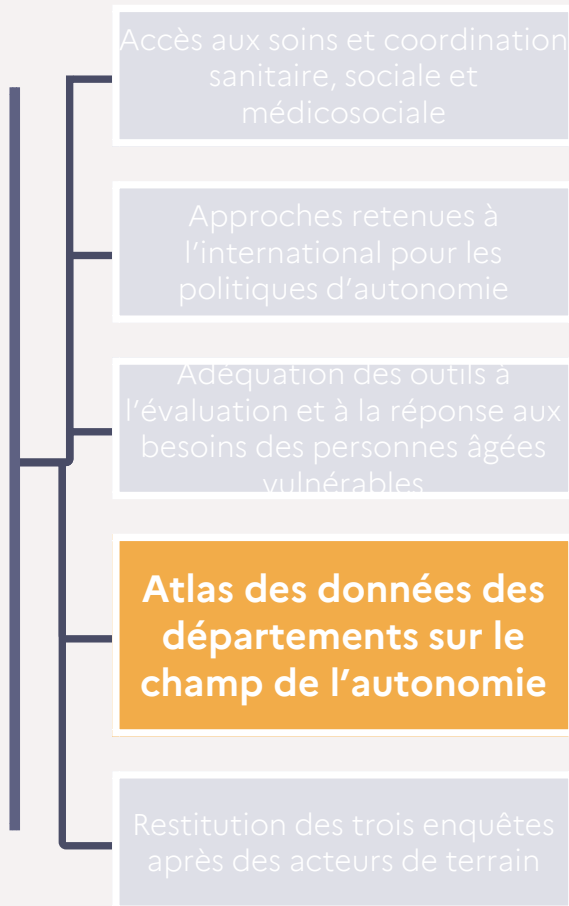 Accès aux soins et coordination
sanitaire, sociale et
médicosociale
Approches retenues à
l’international pour les
politiques d’autonomie
Adéquation des outils à
l’évaluation et à la réponse aux
besoins des personnes âgées
vulnérables
Atlas des données des
départements sur le
champ de l’autonomie
Restitution des trois enquêtes
après des acteurs de terrain